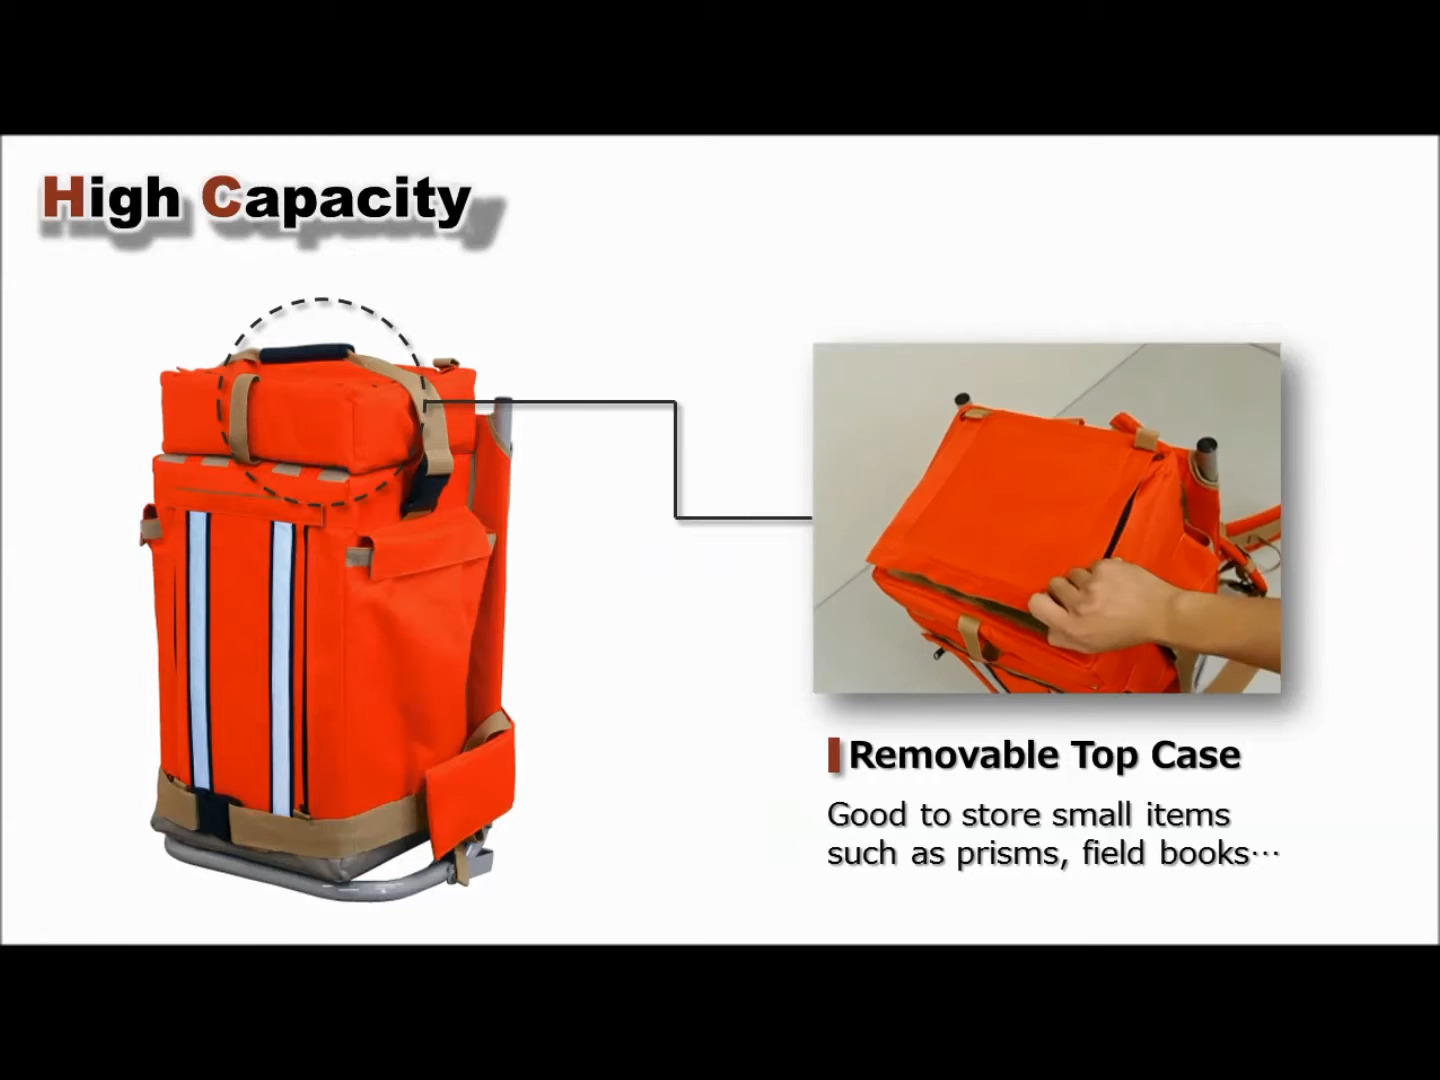 High Capacity
Removable Top Case
Good to store small items
such as prisms, field books…